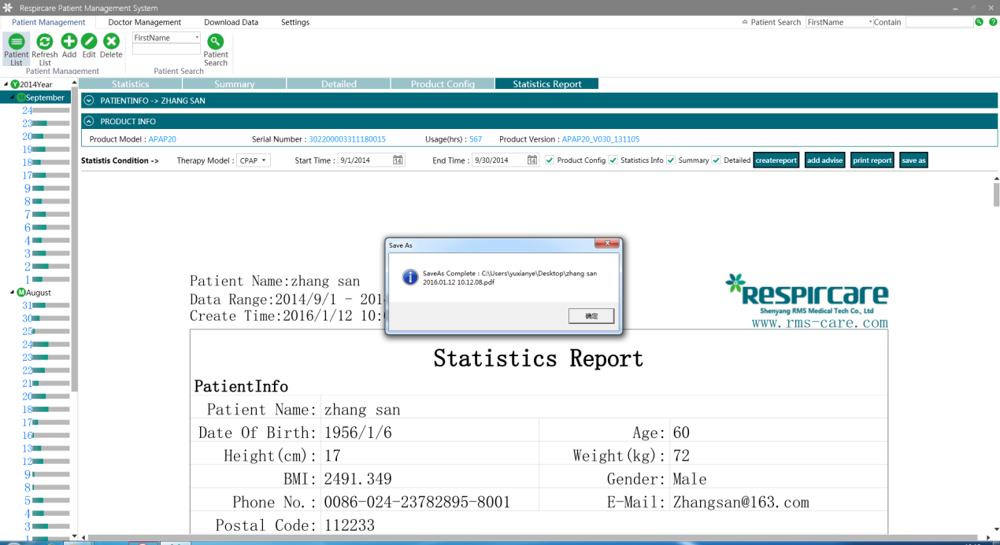 Respircare Patient Management System
Patient Management Doctor Management Download Data Settings
Patient Search FirstName Contain
Patient List Refresh List Add Edit Delete FirstName Patient Search
Patient Management Patient Search
Y 2014Year
September
24
23
20
19
18
17
9
8
7
6
4
3
2
1
M August
31
30
25
24
23
22
21
20
18
17
16
13
12
9
8
5
4
3
1
Statistics Summary Detailed Product Config Statistics Report
PATIENTINFO -> ZHANG SAN
PRODUCT INFO
Product Model : APAP20 Serial Number : 302200003311180015 Usage(hrs) : 567 Product Version : APAP20_V030_131105
Statistis Condition -> Therapy Model : CPAP Start Time : 9/1/2014 14 End Time : 9/30/2014 14 Product Config Statistics Info Summary Detailed createreport add advise print report save as
Save As
SaveAs Complete : C:\Users\yuxianye\Desktop\zhang san
2016.01.12 10.12.08.pdf
确定
Patient Name:zhang san
Data Range:2014/9/1 - 201
Create Time:2016/1/12 10:
Respircare
Shenyang RMS Medical Tech Co., Ltd
www.rms-care.com
Statistics Report
PatientInfo
Patient Name: zhang san
Date Of Birth: 1956/1/6 Age: 60
Height(cm): 17 Weight(kg): 72
BMI: 2491.349 Gender: Male
Phone No.: 0086-024-23782895-8001 E-Mail: Zhangsan@163.com
Postal Code: 112233